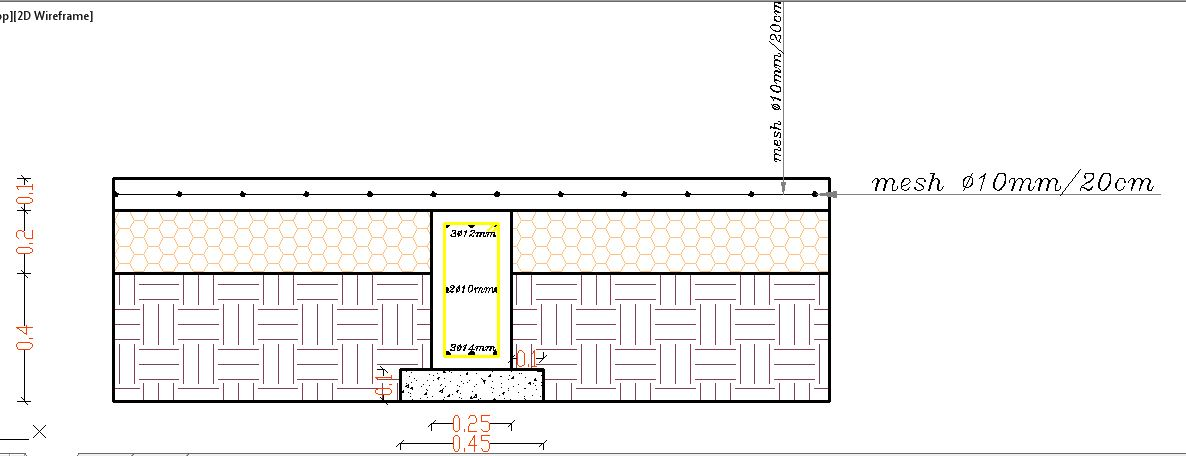 op][2D Wireframe]
mesh ø10mm/20cm
mesh ø10mm/20cm
0.1
0.2
0.4
3ø12mm
2ø10mm
3ø14mm
0.1
0.1
0.25
0.45
X